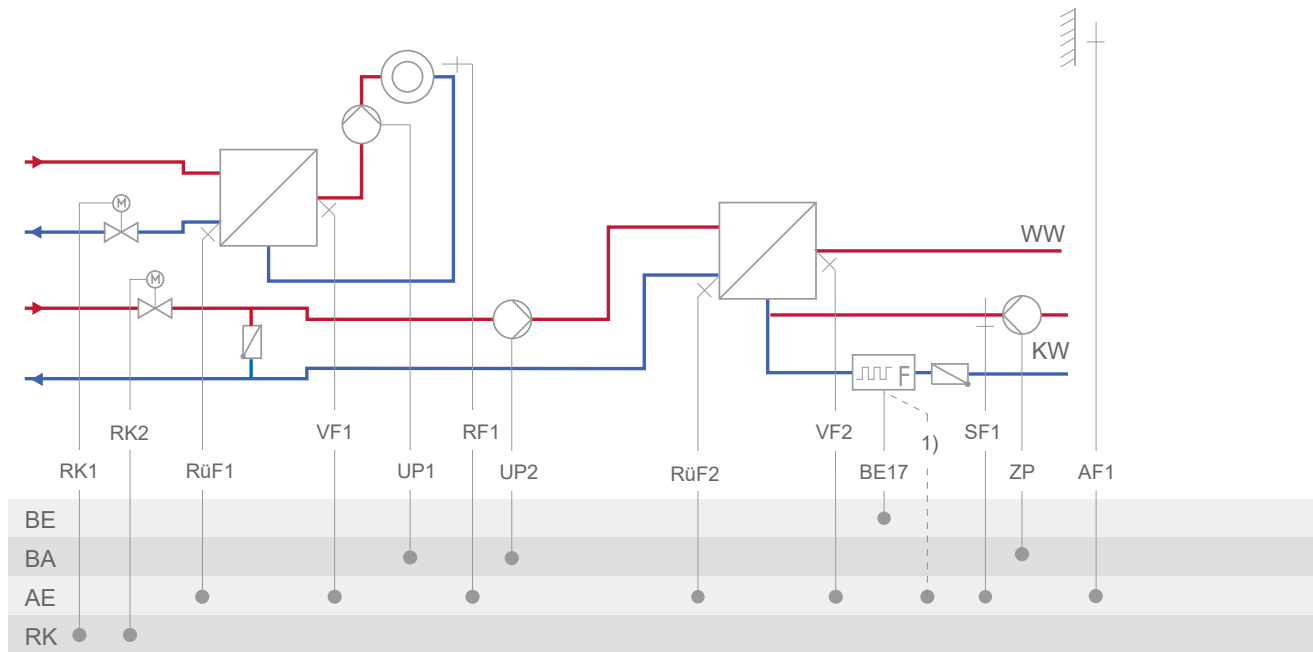 M
WW
M
KW
F
RK2
VF1
RF1
VF2
1)
SF1
RK1
RüF1
UP1
UP2
RüF2
BE17
ZP
AF1
BE
BA
AE
RK